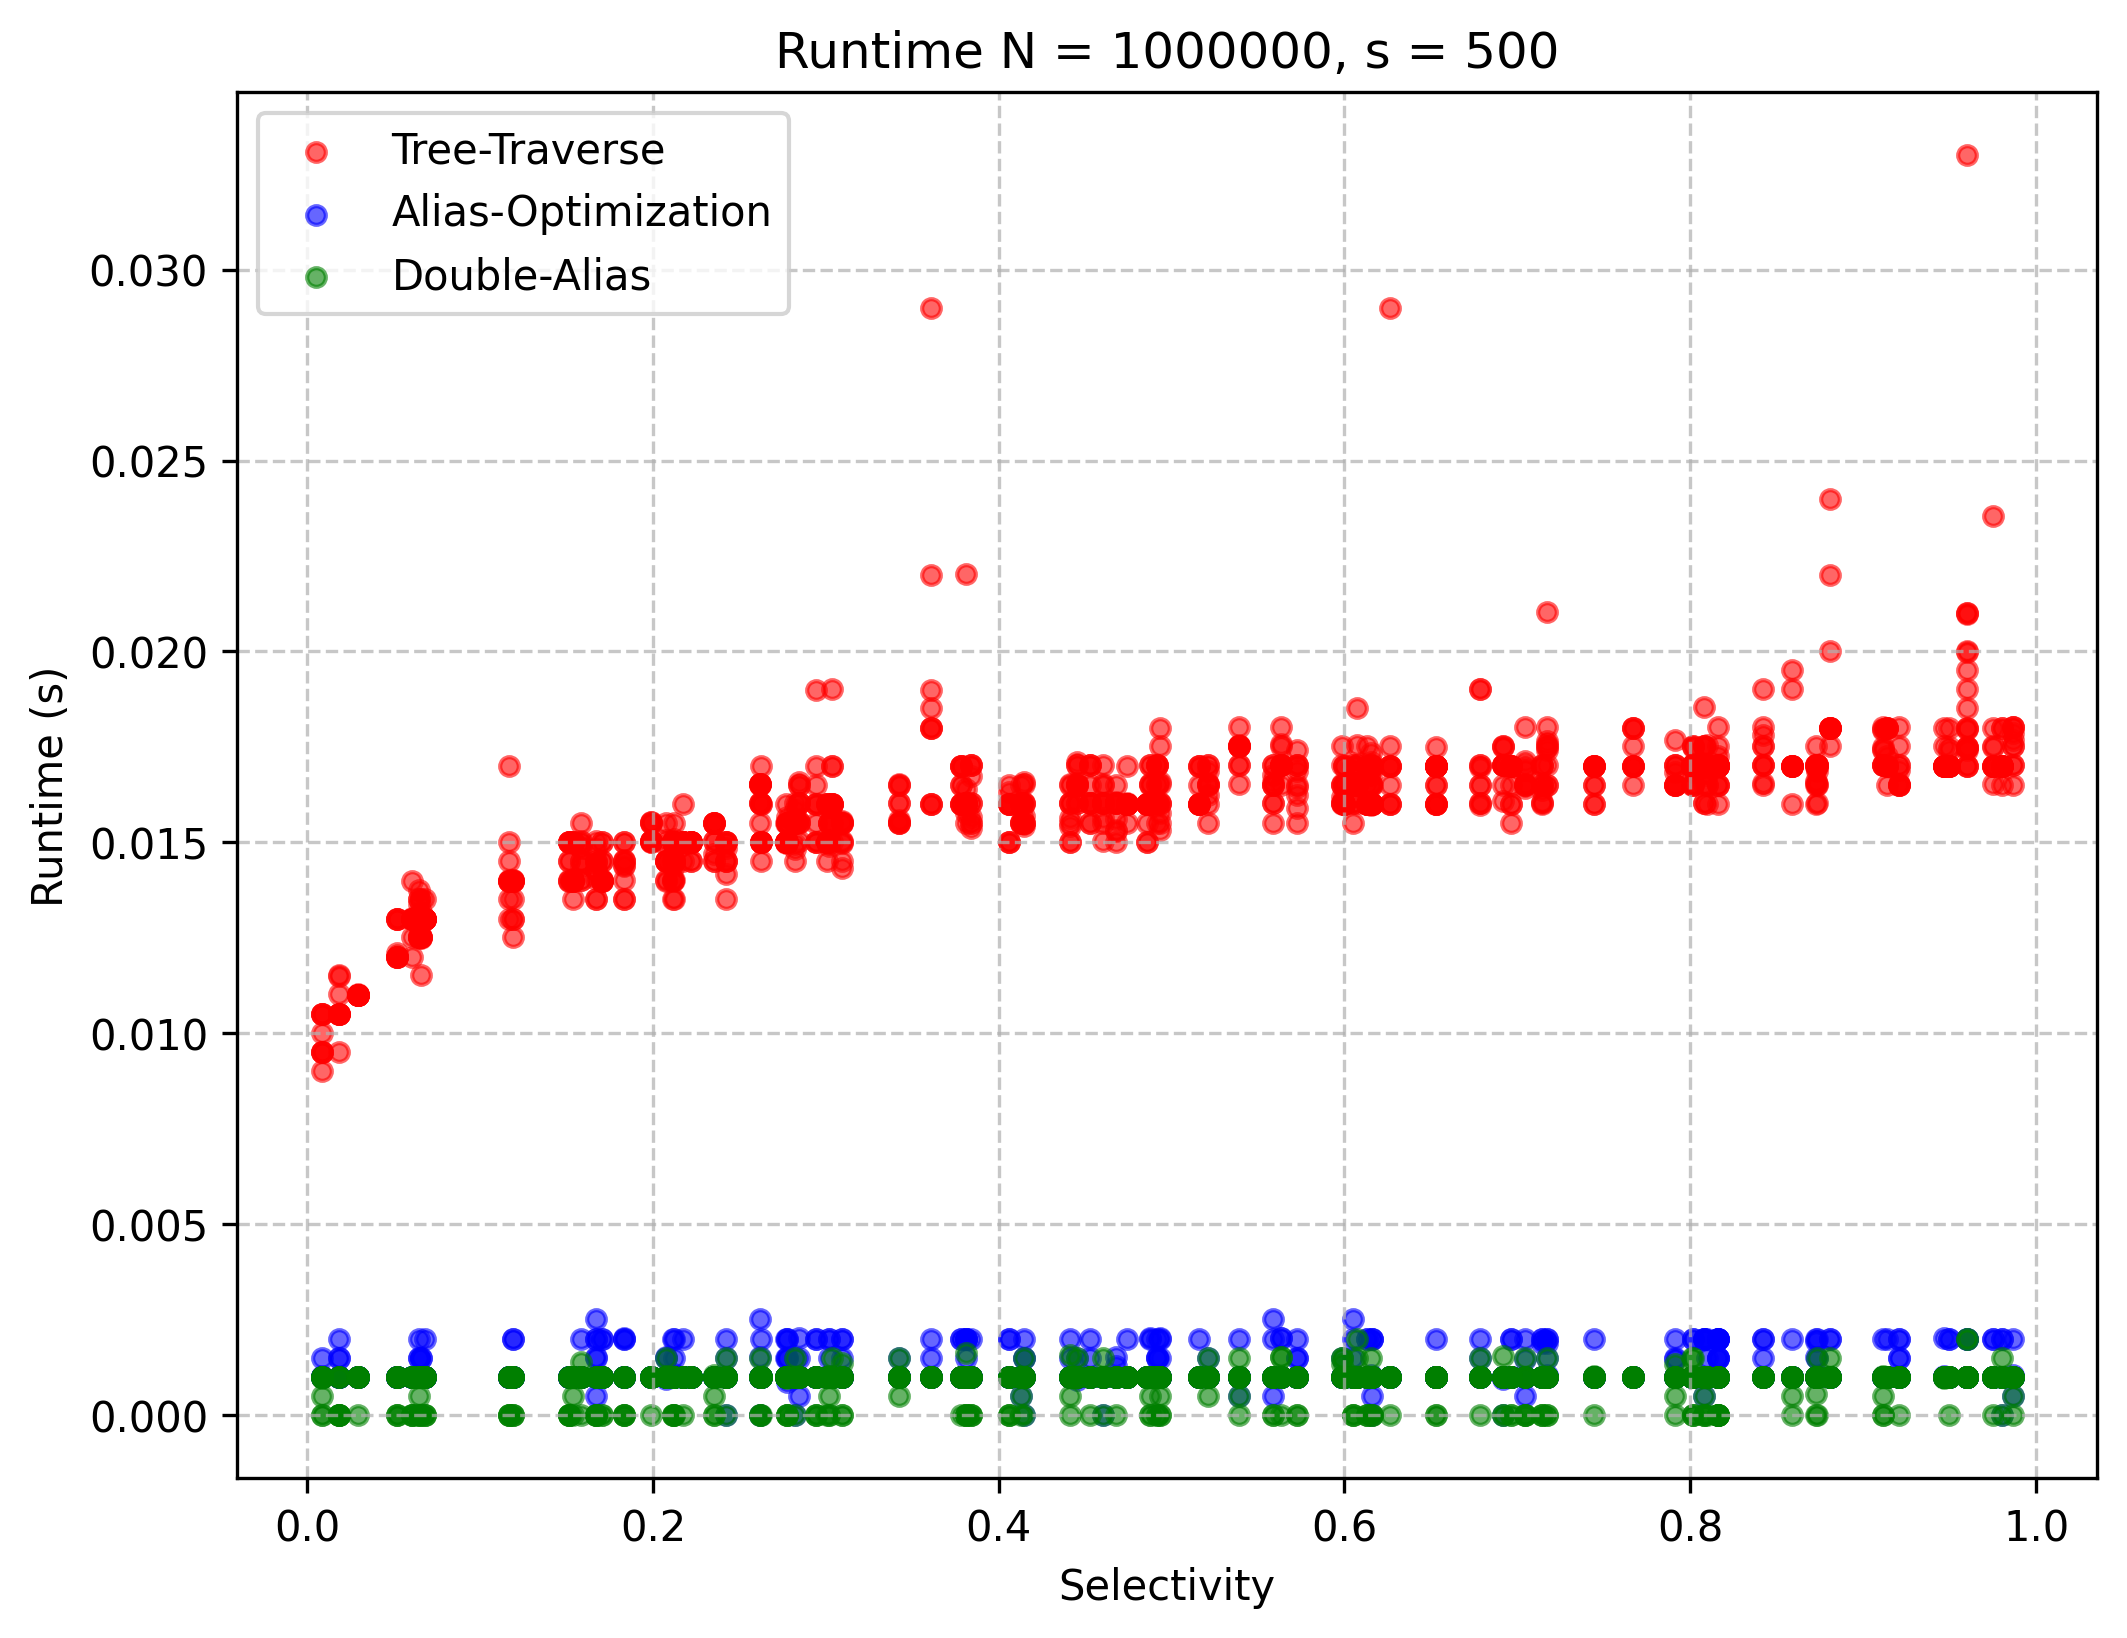 Runtime N = 1000000, s = 500
Tree-Traverse
Alias-Optimization
Double-Alias
Runtime (s)
0.030
0.025
0.020
0.015
0.010
0.005
0.000
0.0 0.2 0.4 0.6 0.8 1.0
Selectivity